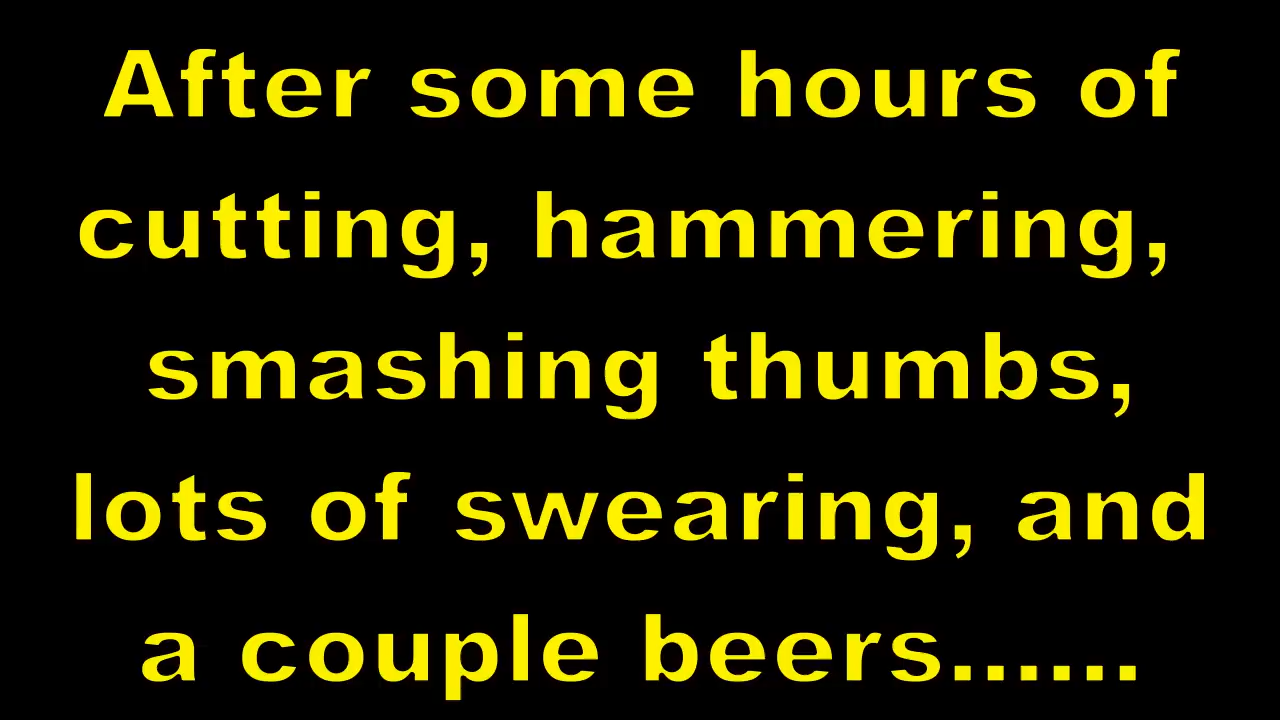 After some hours of
cutting, hammering,
smashing thumbs,
lots of swearing, and
a couple beers......